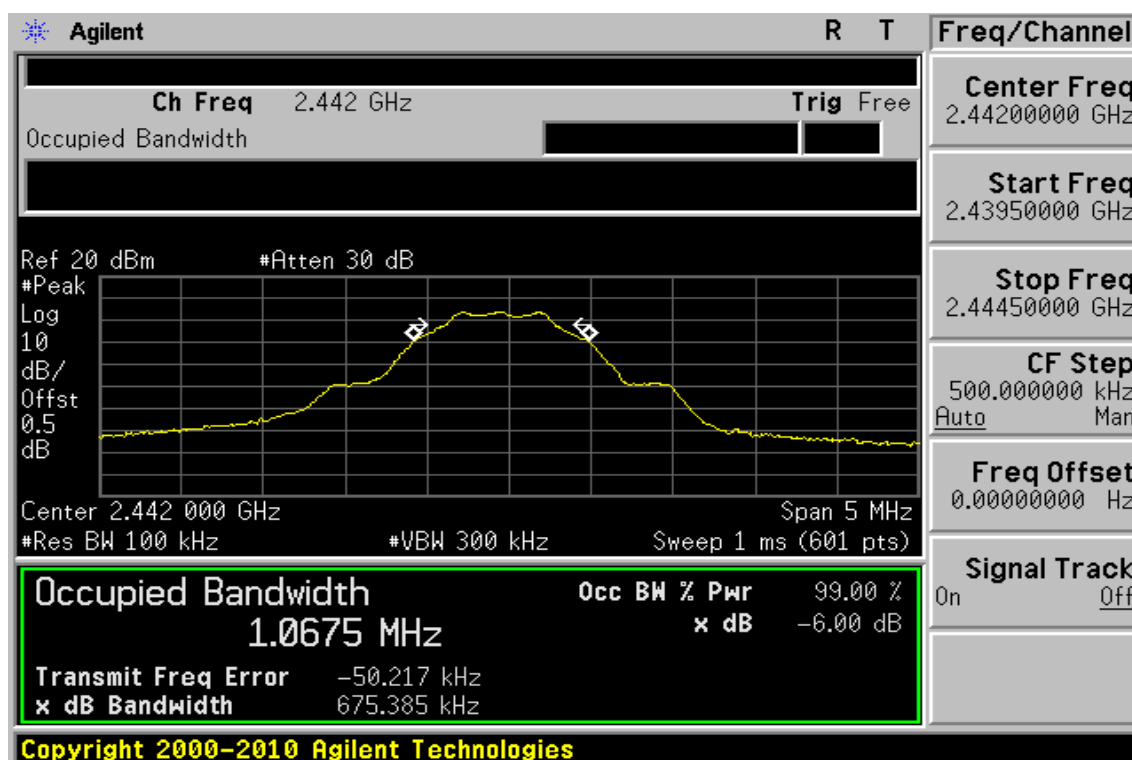 Agilent R T
Ch Freq 2.442 GHz Trig Free
Occupied Bandwidth
Ref 20 dBm #Atten 30 dB
#Peak
Log
10
dB/
Offst
0.5
dB
Center 2.442 000 GHz Span 5 MHz
#Res BW 100 kHz #VBW 300 kHz Sweep 1 ms (601 pts)
Occupied Bandwidth Occ BW % Pwr 99.00 %
1.0675 MHz x dB -6.00 dB
Transmit Freq Error -50.217 kHz
x dB Bandwidth 675.385 kHz
Copyright 2000-2010 Agilent Technologies
Freq/Channel
Center Freq
2.44200000 GHz
Start Freq
2.43950000 GHz
Stop Freq
2.44450000 GHz
CF Step
500.000000 kHz
Auto Man
Freq Offset
0.00000000 Hz
Signal Track
On Off